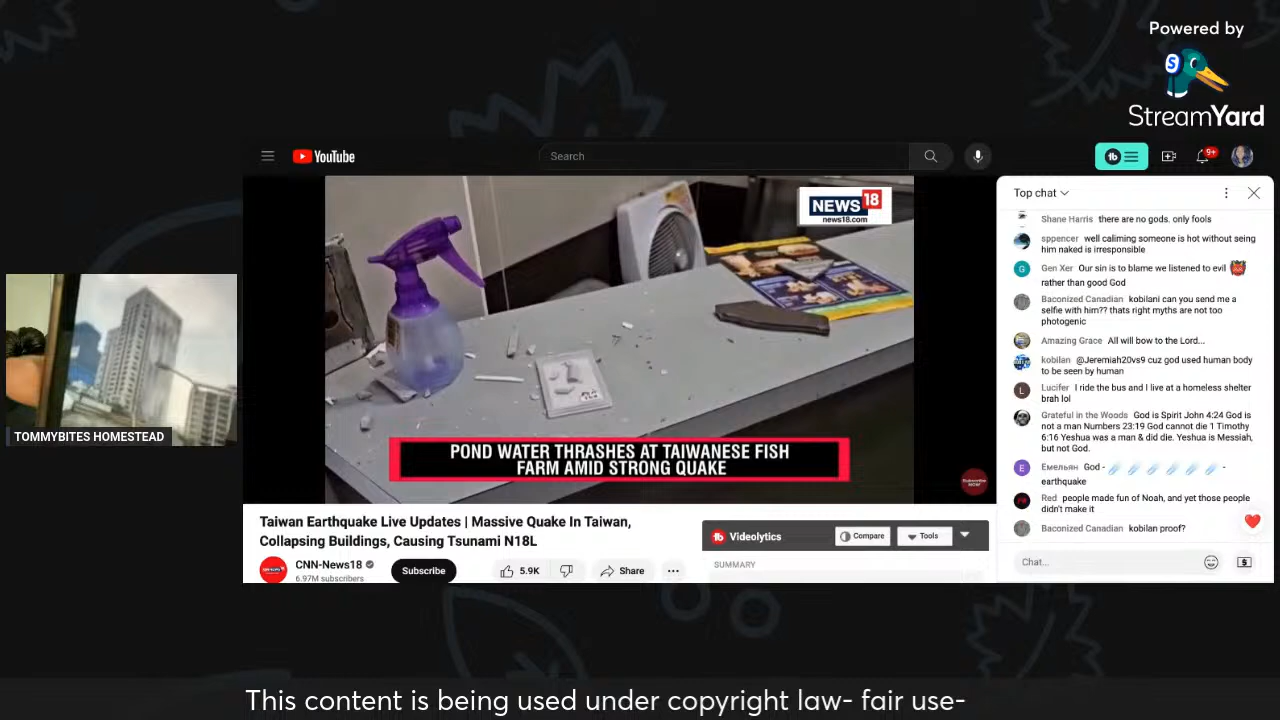 Powered by
S
StreamYard
YouTube
Search
9+
NEWS 18
news18.com
POND WATER THRASHES AT TAIWANESE FISH
FARM AMID STRONG QUAKE
Subscribe
NOW
TOMMYBITES HOMESTEAD
Taiwan Earthquake Live Updates | Massive Quake In Taiwan,
Collapsing Buildings, Causing Tsunami N18L
CNN-News18
6.97M subscribers
Subscribe
5.9K
Share
Videolytics
Compare
Tools
SUMMARY
Top chat
Shane Harris there are no gods. only fools
sppencer well caliming someone is hot without seing
him naked is irresponsible
Gen Xer Our sin is to blame we listened to evil
rather than good God
Baconized Canadian kobilani can you send me a
selfie with him?? thats right myths are not too
photogenic
Amazing Grace All will bow to the Lord...
kobilan @Jeremiah20vs9 cuz god used human body
to be seen by human
Lucifer I ride the bus and I live at a homeless shelter
brah lol
Grateful in the Woods God is Spirit John 4:24 God is
not a man Numbers 23:19 God cannot die 1 Timothy
6:16 Yeshua was a man & did die. Yeshua is Messiah,
but not God.
Емельян God - ☄️ ☄️ ☄️ ☄️ ☄️ ☄️ -
earthquake
Red people made fun of Noah, and yet those people
didn't make it
Baconized Canadian kobilan proof?
Chat...
This content is being used under copyright law- fair use-